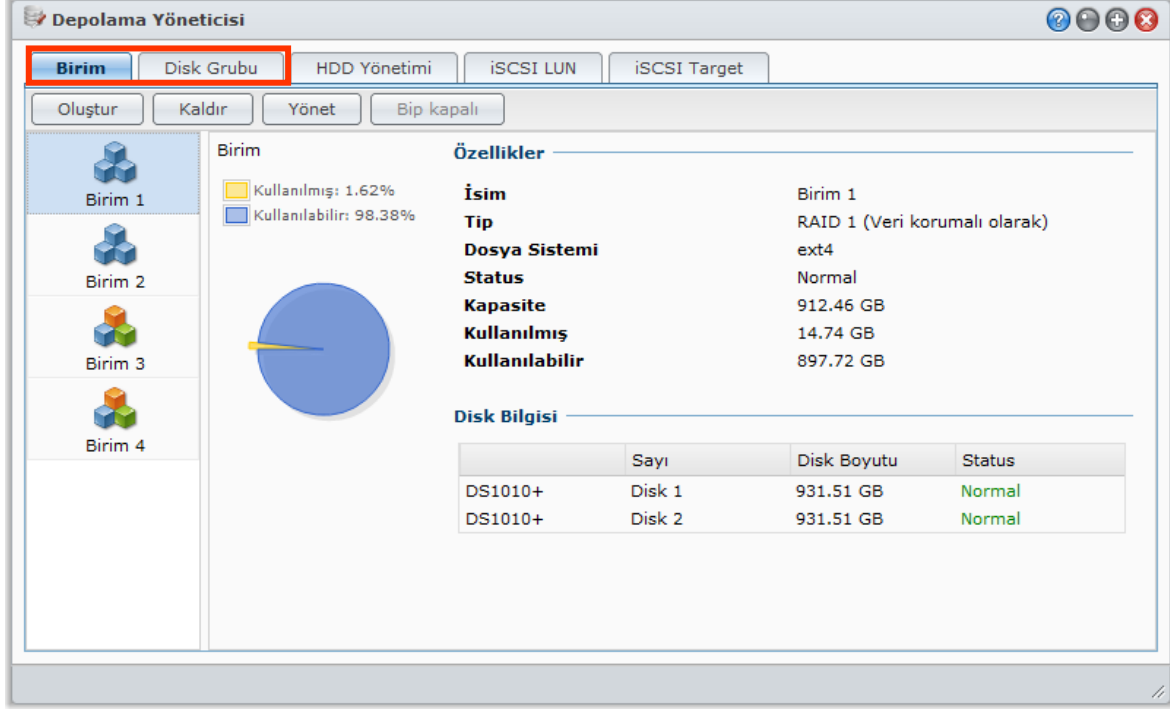 Depolama Yöneticisi
Birim Disk Grubu HDD Yönetimi iSCSI LUN iSCSI Target
Oluştur Kaldır Yönet Bip kapalı
Birim 1
Birim 2
Birim 3
Birim 4
Birim
Kullanılmış: 1.62%
Kullanılabilir: 98.38%
Özellikler
İsim Birim 1
Tip RAID 1 (Veri korumalı olarak)
Dosya Sistemi ext4
Status Normal
Kapasite 912.46 GB
Kullanılmış 14.74 GB
Kullanılabilir 897.72 GB
Disk Bilgisi
Sayı Disk Boyutu Status
DS1010+ Disk 1 931.51 GB Normal
DS1010+ Disk 2 931.51 GB Normal